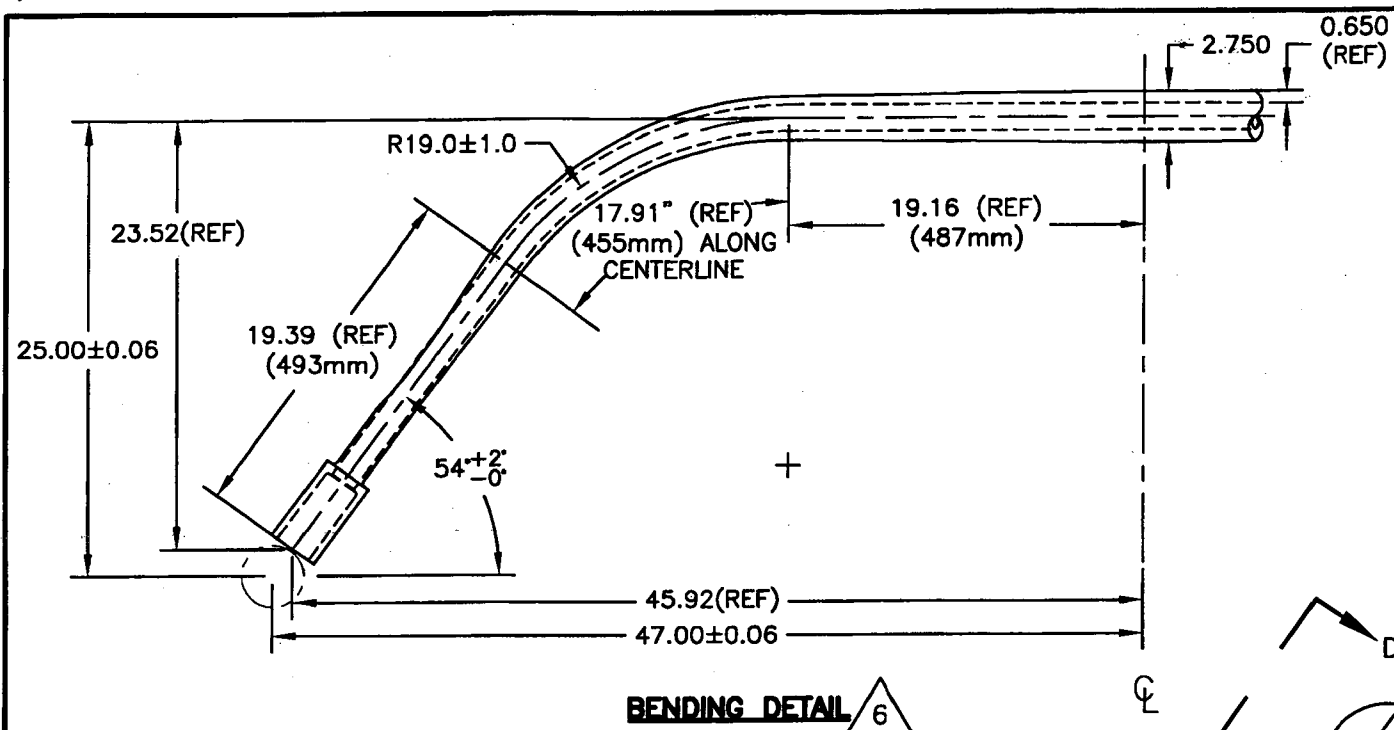 2.750
0.650
(REF)
R19.0±1.0
23.52(REF)
17.91" (REF)
(455mm) ALONG
CENTERLINE
19.16 (REF)
(487mm)
25.00±0.06
19.39 (REF)
(493mm)
54°+2°
-0°
45.92(REF)
47.00±0.06
D
BENDING DETAIL
6
℄